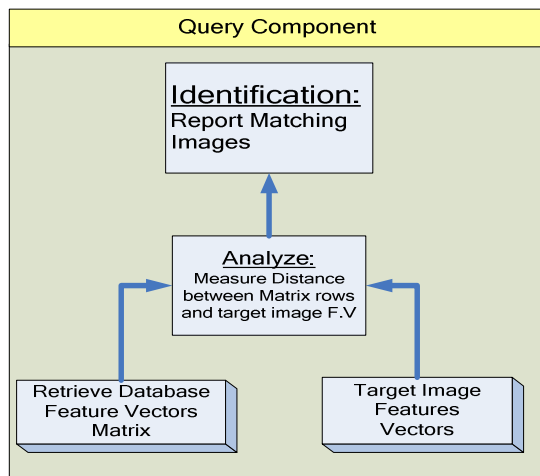 Query Component
Identification:
Report Matching
Images
Analyze:
Measure Distance
between Matrix rows
and target image F.V
Retrieve Database
Feature Vectors
Matrix
Target Image
Features
Vectors